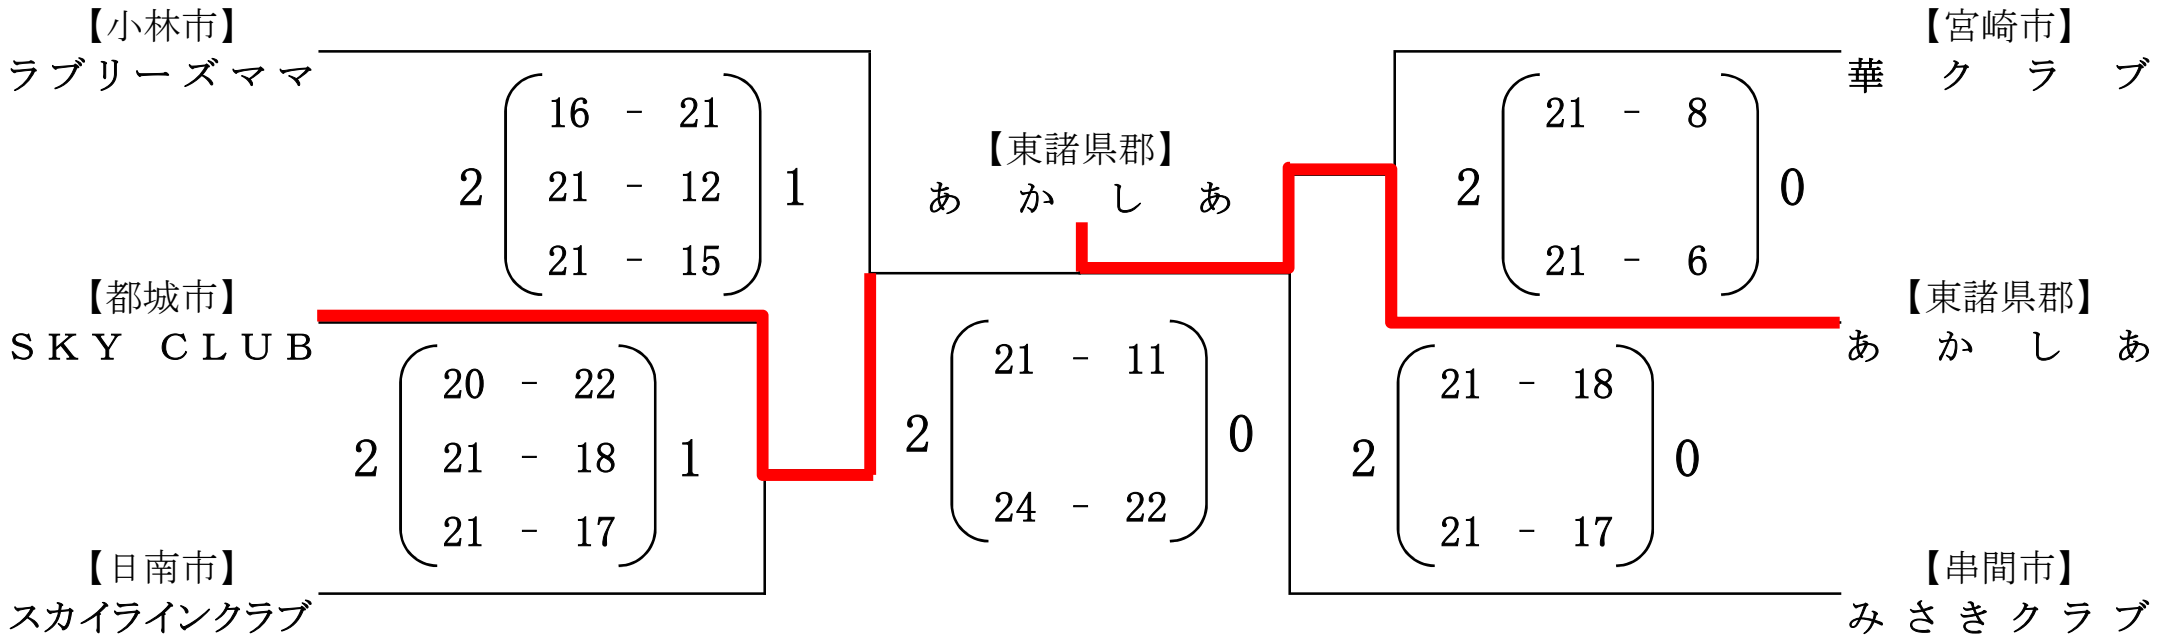 【小林市】
ラブリーズママ
16 - 21
2 21 - 12 1
21 - 15
【都城市】
ＳＫＹ　ＣＬＵＢ
20 - 22
2 21 - 18 1
21 - 17
【日南市】
スカイラインクラブ
【東諸県郡】
あかしあ
21 - 11
2 0
24 - 22
【宮崎市】
華クラブ
21 - 8
2 0
21 - 6
【東諸県郡】
あかしあ
21 - 18
2 0
21 - 17
【串間市】
みさきクラブ